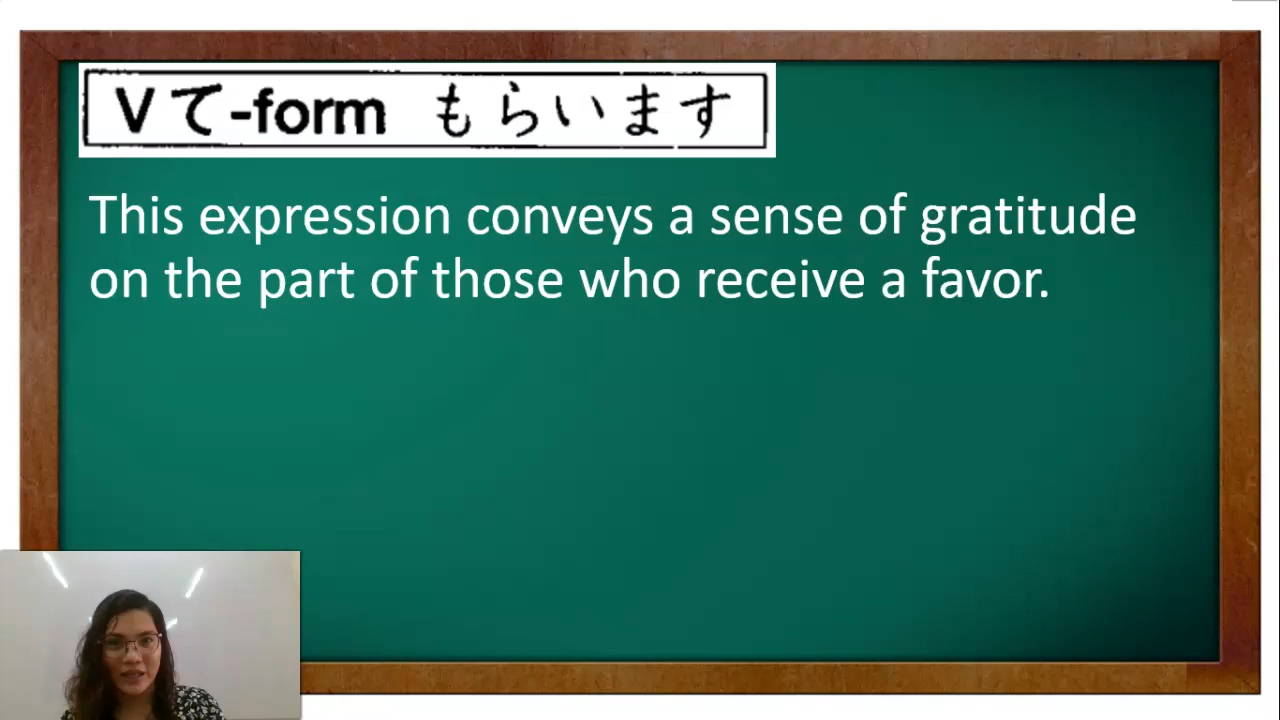 Vて-form もらいます
This expression conveys a sense of gratitude
on the part of those who receive a favor.